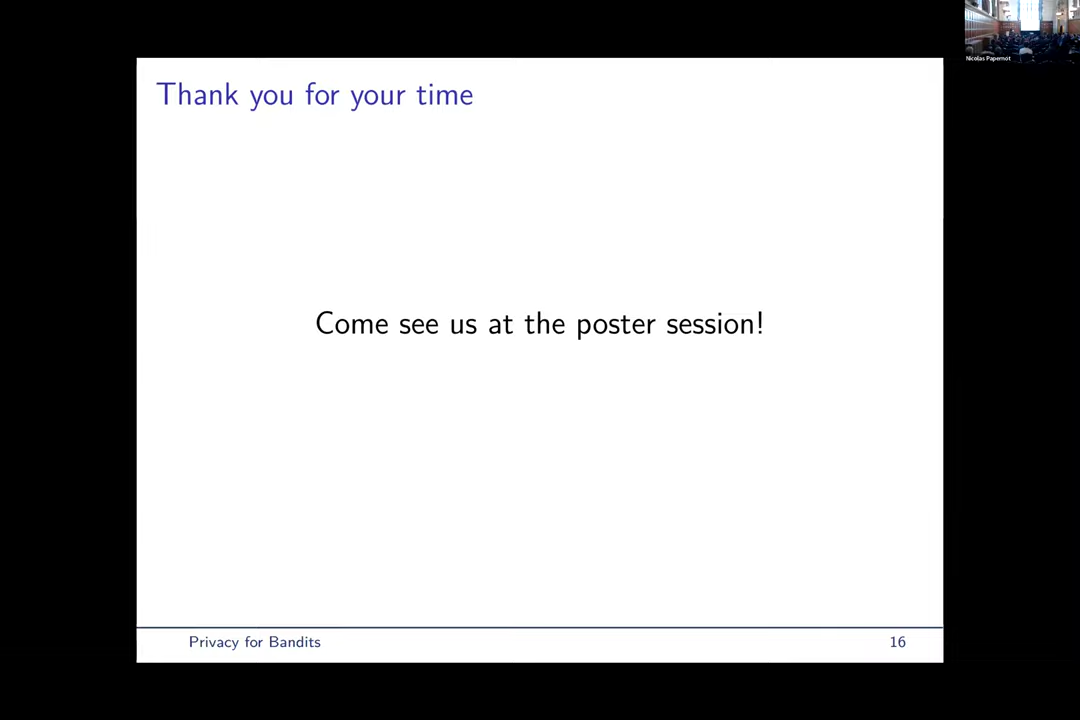 Nicolas Papernot
Thank you for your time
Come see us at the poster session!
Privacy for Bandits
16